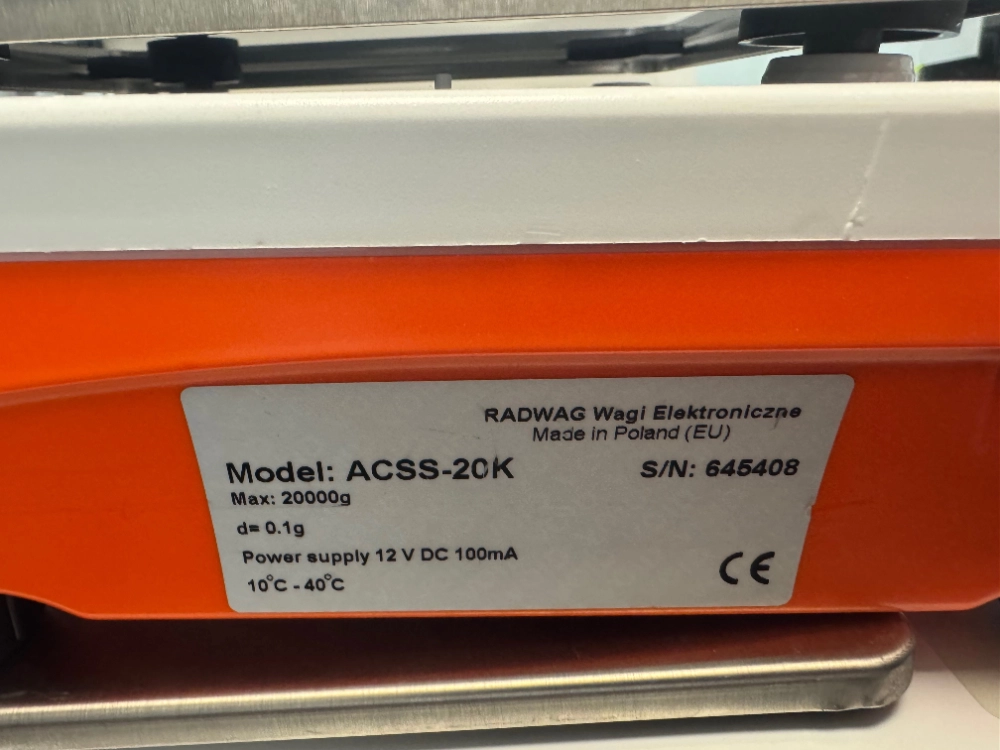 RADWAG Wagi Elektroniczne
Made in Poland (EU)
Model: ACSS-20K
S/N: 645408
Max: 20000g
d= 0.1g
Power supply 12 V DC 100mA
10°C - 40°C
CE